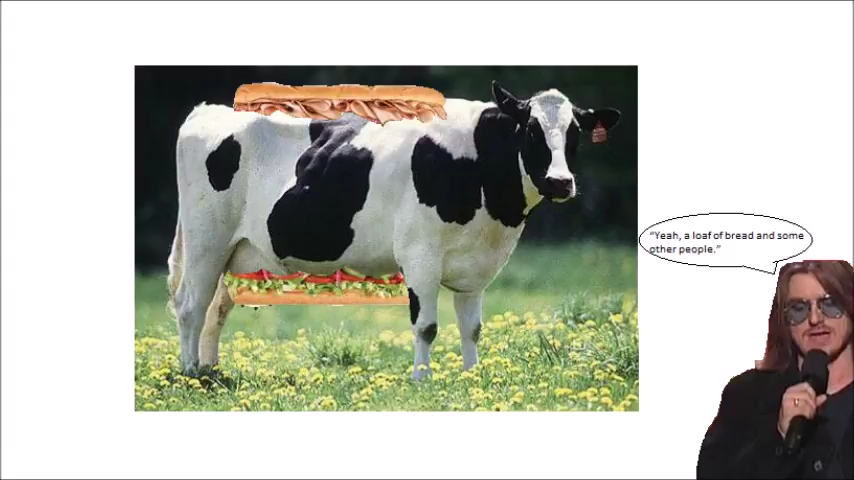 "Yeah, a loaf of bread and some
other people."